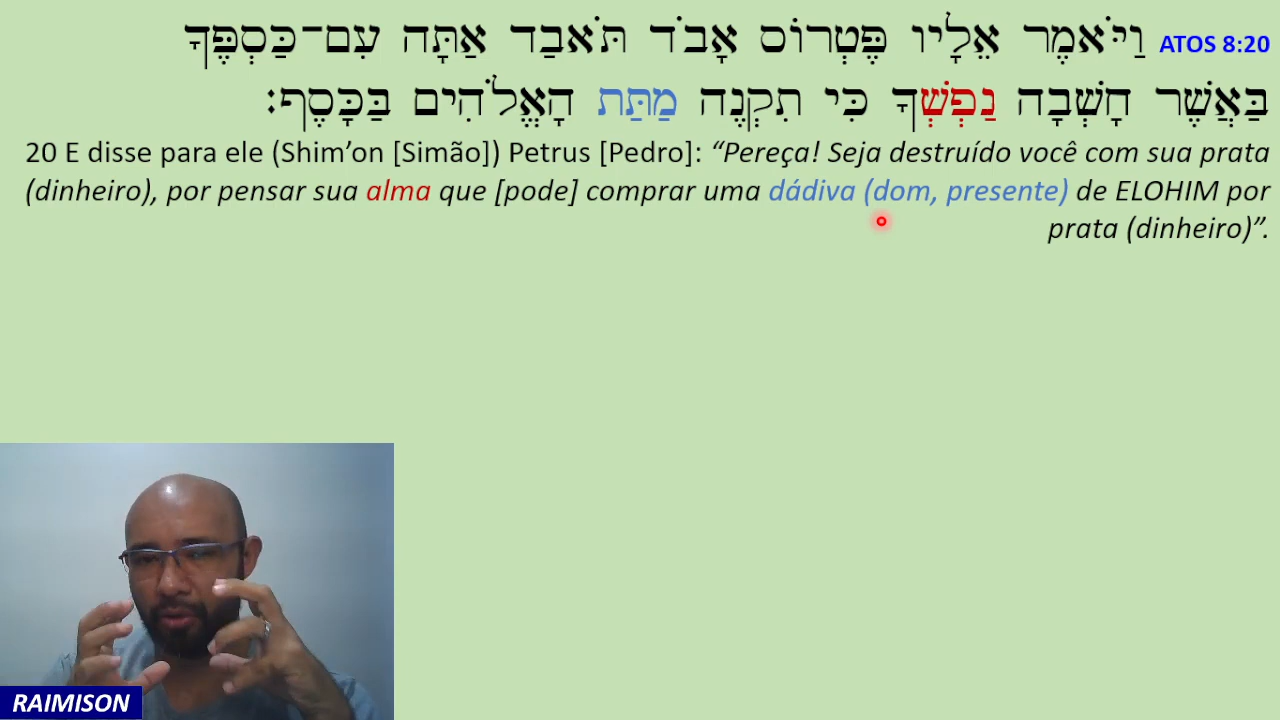 ATOS 8:20 וַיֹּאמֶר אֵלָיו פֶּטְרוֹס אָבֹד תֹּאבַד אַתָּה עִם־כַּסְפֶּךָ
בַּאֲשֶׁר חָשְׁבָה נַפְשְׁךָ כִּי תִקְנֶה מַתַּת הָאֱלֹהִים בַּכָּסֶף׃
20 E disse para ele (Shim’on [Simão]) Petrus [Pedro]: “Pereça! Seja destruído você com sua prata
(dinheiro), por pensar sua alma que [pode] comprar uma dádiva (dom, presente) de ELOHIM por
prata (dinheiro)”.
RAIMISON